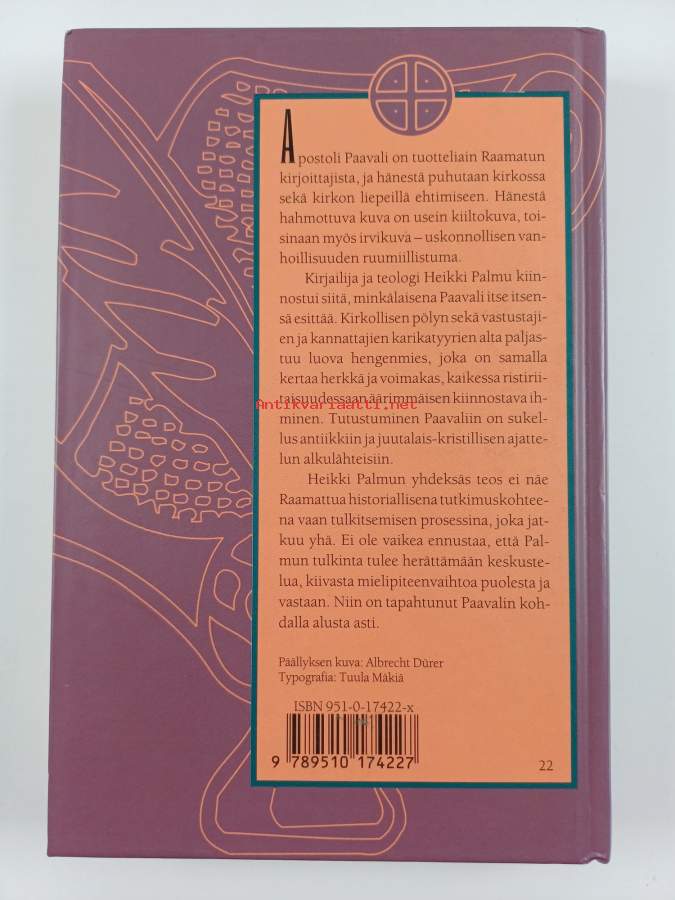 Apostoli Paavali on tuotteliain Raamatun
kirjoittajista, ja hänestä puhutaan kirkossa
sekä kirkon liepeillä ehtimiseen. Hänestä
hahmottuva kuva on usein kiiltokuva, toi-
sinaan myös irvikuva – uskonnollisen van-
hoillisuuden ruumiillistuma.
Kirjailija ja teologi Heikki Palmu kiin-
nostui siitä, minkälaisena Paavali itse itsen-
sä esittää. Kirkollisen pölyn sekä vastustaji-
en ja kannattajien karikatyyrien alta paljas-
tuu luova hengenmies, joka on samalla
kertaa herkkä ja voimakas, kaikessa ristirii-
taisuudessaan äärimmäisen kiinnostava ih-
Antikvariaatti.net
minen. Tutustuminen Paavaliin on sukel-
lus antiikkiin ja juutalais-kristillisen ajatte-
lun alkulähteisiin.
Heikki Palmun yhdeksäs teos ei näe
Raamattua historiallisena tutkimuskohtee-
na vaan tulkitsemisen prosessina, joka jat-
kuu yhä. Ei ole vaikea ennustaa, että Pal-
mun tulkinta tulee herättämään keskuste-
lua, kiivasta mielipiteenvaihtoa puolesta ja
vastaan. Niin on tapahtunut Paavalin koh-
dalla alusta asti.
Päällyksen kuva: Albrecht Dürer
Typografia: Tuula Mäkiä
ISBN 951-0-17422-x
9 789510 174227
22